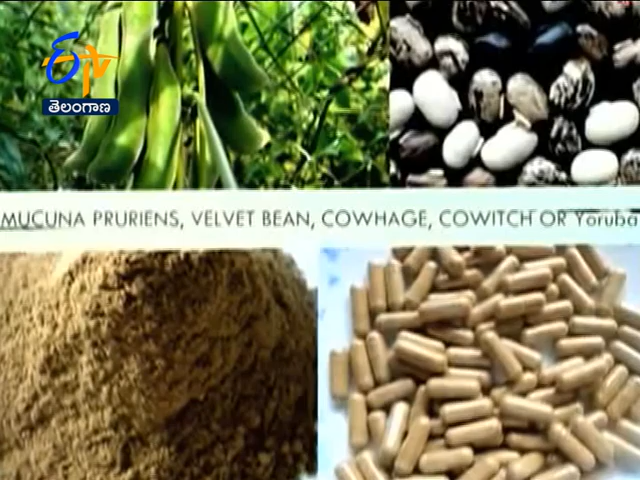 ETV
తెలంగాణ
MUCUNA PRURIENS, VELVET BEAN, COWHAGE, COWITCH OR Yoruba